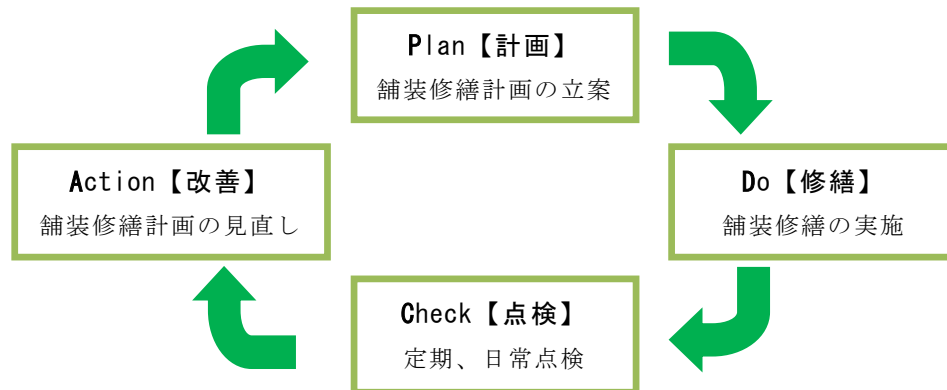 Plan【計画】
舗装修繕計画の立案
Action【改善】
舗装修繕計画の見直し
Do【修繕】
舗装修繕の実施
Check【点検】
定期、日常点検